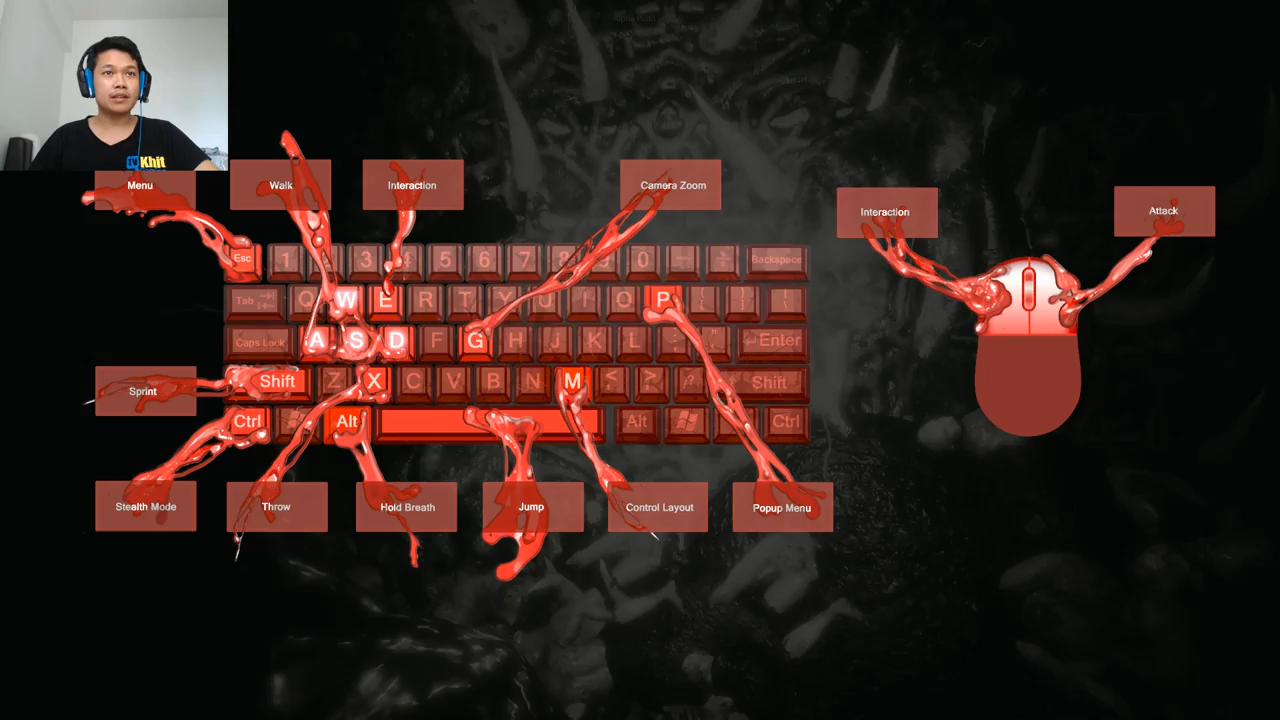 Alpha Build
Khit
Menu
Walk
Interaction
Camera Zoom
Interaction
Attack
Esc
1
3
5
6
7
8
9
0
Backspace
Tab
Q
W
E
R
T
Y
U
I
O
P
Caps Lock
A
S
D
F
G
H
J
K
L
Enter
Sprint
Shift
Z
X
C
V
B
N
M
Shift
Ctrl
Alt
Alt
Ctrl
Stealth Mode
Throw
Hold Breath
Jump
Control Layout
Popup Menu